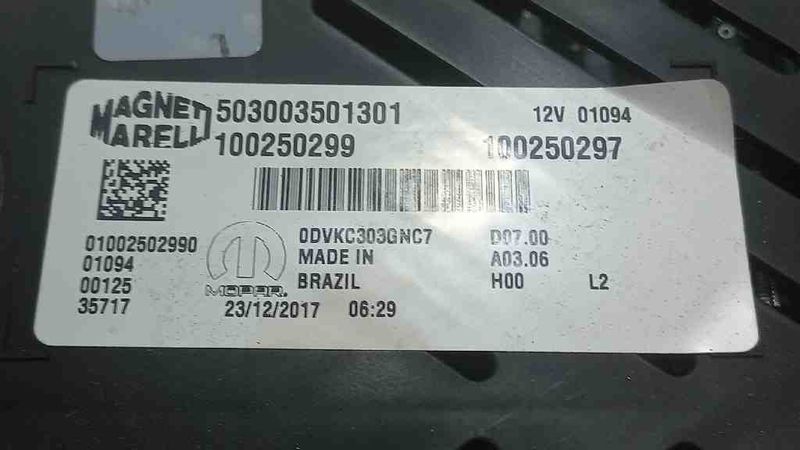 MAGNETI MARELLI
503003501301
12V 01094
100250299
100250297
01002502990
01094
00125
35717
MOPAR.
0DVKC303GNC7 D07.00
MADE IN A03.06
BRAZIL H00 L2
23/12/2017 06:29